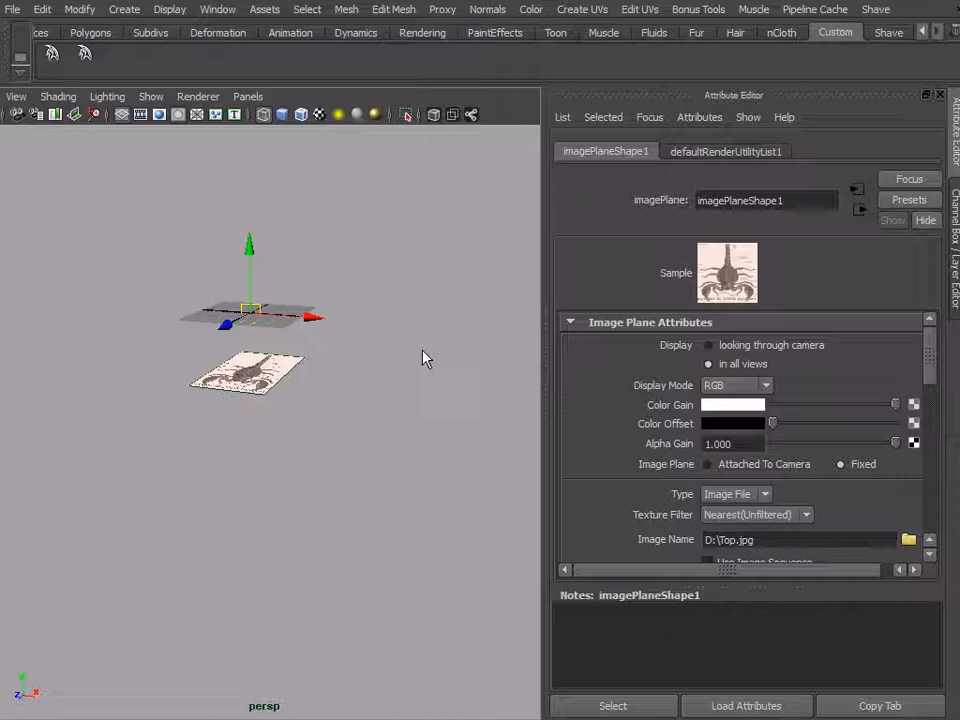 File Edit Modify Create Display Window Assets Select Mesh Edit Mesh Proxy Normals Color Create UVs Edit UVs Bonus Tools Muscle Pipeline Cache Shave
ces Polygons Subdivs Deformation Animation Dynamics Rendering PaintEffects Toon Muscle Fluids Fur Hair nCloth Custom Shave
View Shading Lighting Show Renderer Panels
Attribute Editor
List Selected Focus Attributes Show Help
imagePlaneShape1 defaultRenderUtilityList1
Focus
imagePlane: imagePlaneShape1
Presets
Show Hide
Sample
Image Plane Attributes
Display looking through camera
in all views
Display Mode RGB
Color Gain
Color Offset
Alpha Gain 1.000
Image Plane Attached To Camera Fixed
Type Image File
Texture Filter Nearest(Unfiltered)
Image Name D:\Top.jpg
Use Image Sequence
Notes: imagePlaneShape1
Select Load Attributes Copy Tab
Attribute Editor
Channel Box / Layer Editor
T
y
z x
persp